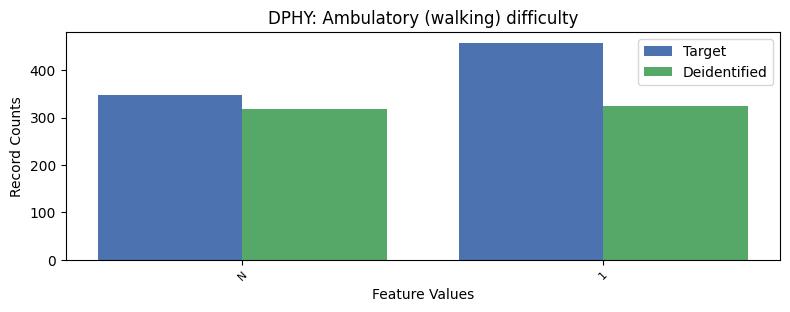 DPHY: Ambulatory (walking) difficulty
Target
Deidentified
Record Counts
400
300
200
100
0
N
1
Feature Values